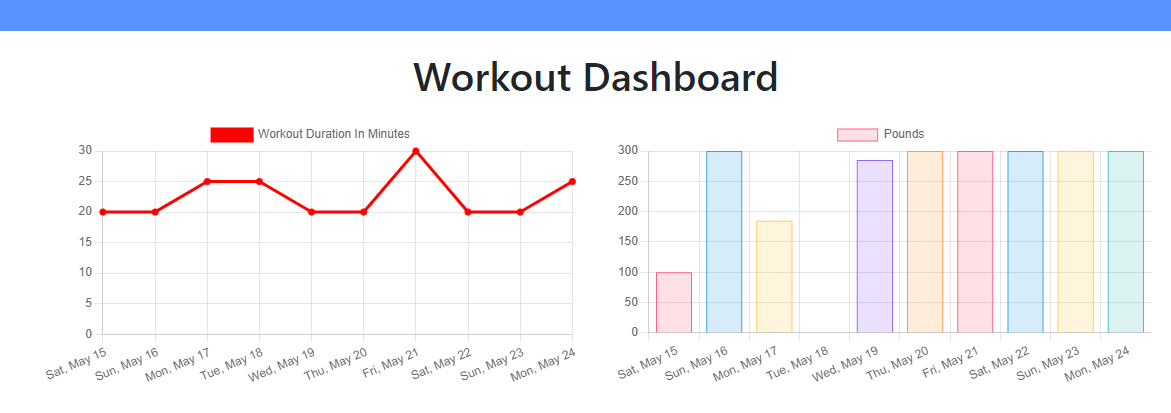 Workout Dashboard
Workout Duration In Minutes
30
25
20
15
10
5
0
Sat, May 15
Sun, May 16
Mon, May 17
Tue, May 18
Wed, May 19
Thu, May 20
Fri, May 21
Sat, May 22
Sun, May 23
Mon, May 24
Pounds
300
250
200
150
100
50
0
Sat, May 15
Sun, May 16
Mon, May 17
Tue, May 18
Wed, May 19
Thu, May 20
Fri, May 21
Sat, May 22
Sun, May 23
Mon, May 24